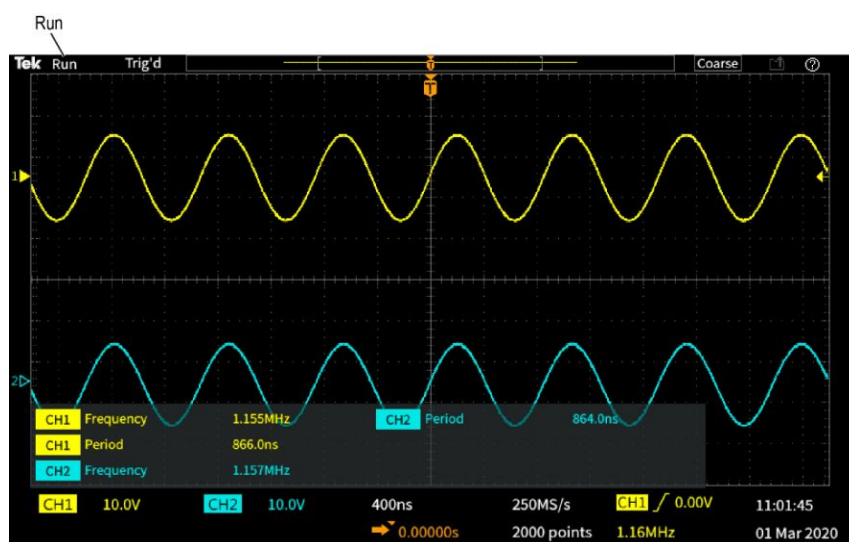 Run
Tek Run Trig'd Coarse ?
T
T
1
2
CH1 Frequency 1.155MHz CH2 Period 864.0ns
CH1 Period 866.0ns
CH2 Frequency 1.157MHz
CH1 10.0V CH2 10.0V 400ns 250MS/s CH1 0.00V 11:01:45
0.00000s 2000 points 1.16MHz 01 Mar 2020